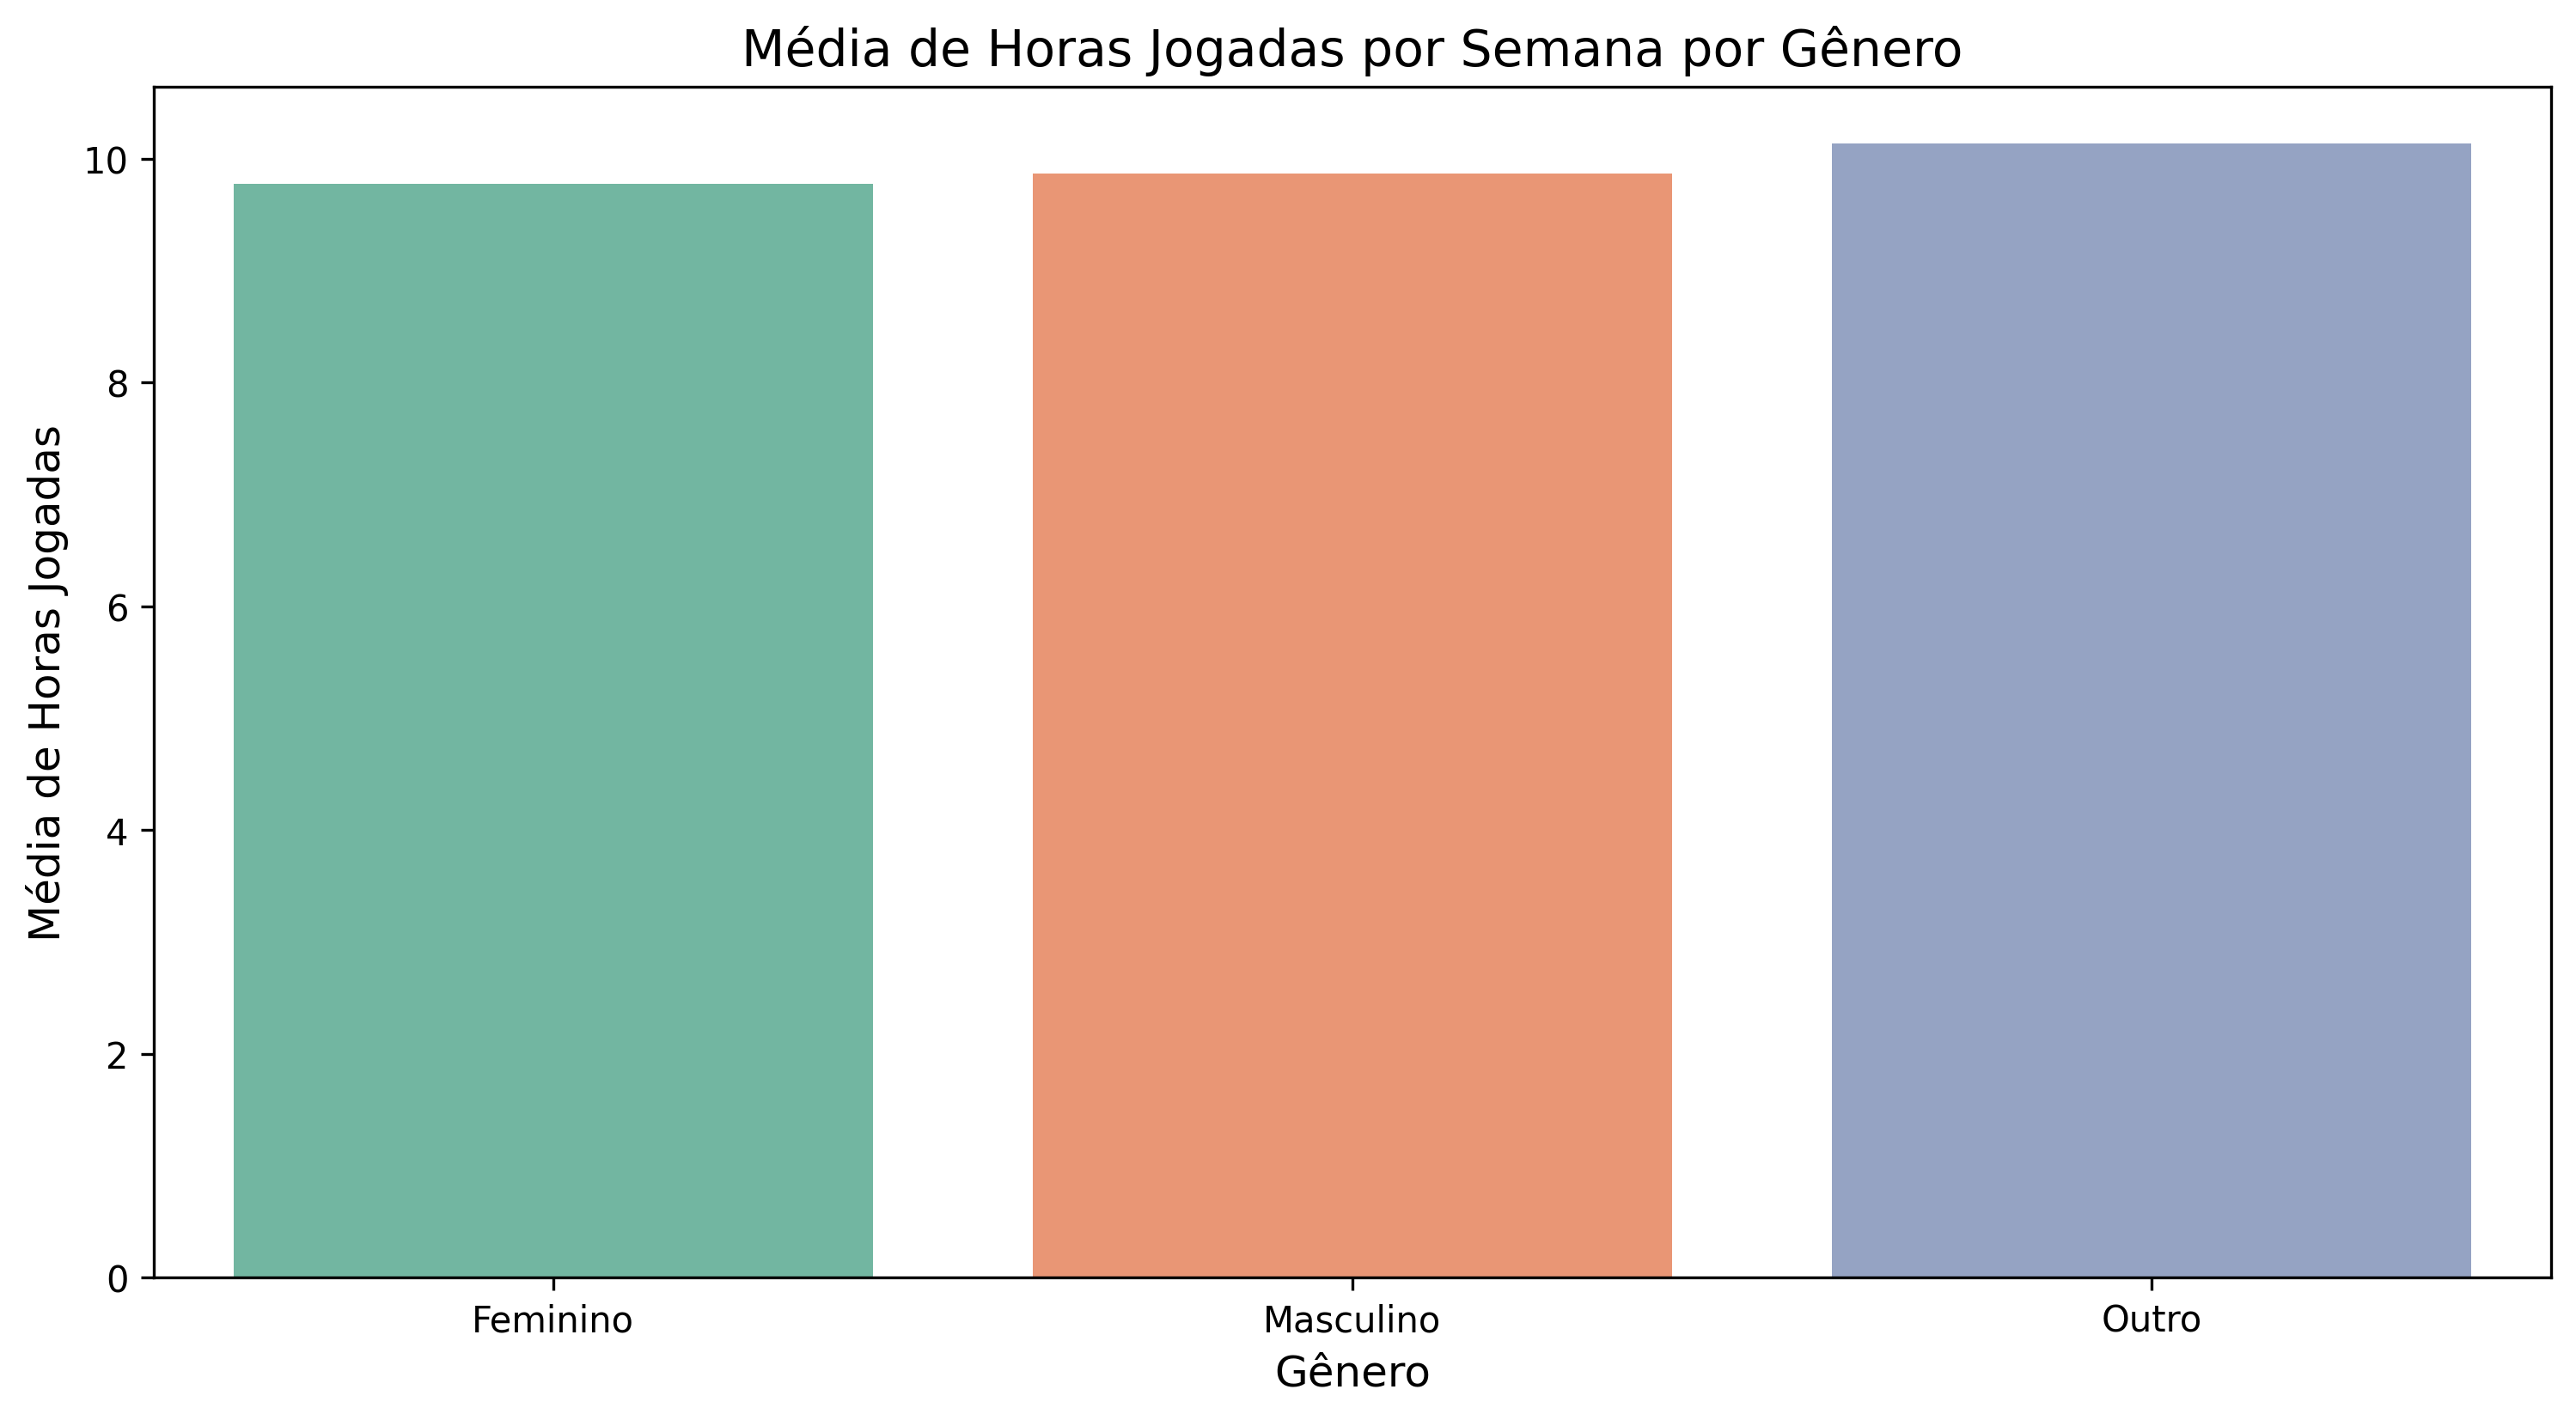 Média de Horas Jogadas por Semana por Gênero
Média de Horas Jogadas
10
8
6
4
2
0
Feminino
Masculino
Outro
Gênero